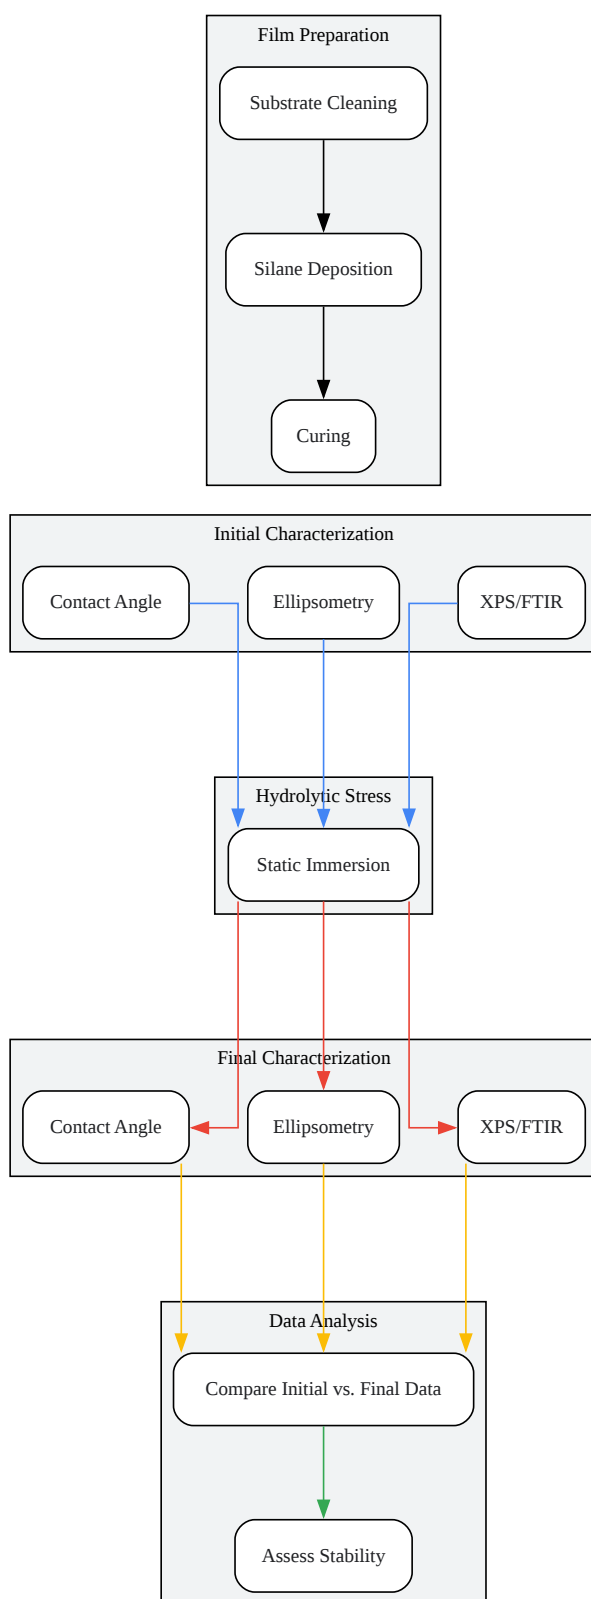 Film Preparation
Substrate Cleaning
Silane Deposition
Curing
Initial Characterization
Contact Angle
Ellipsometry
XPS/FTIR
Hydrolytic Stress
Static Immersion
Final Characterization
Contact Angle
Ellipsometry
XPS/FTIR
Data Analysis
Compare Initial vs. Final Data
Assess Stability